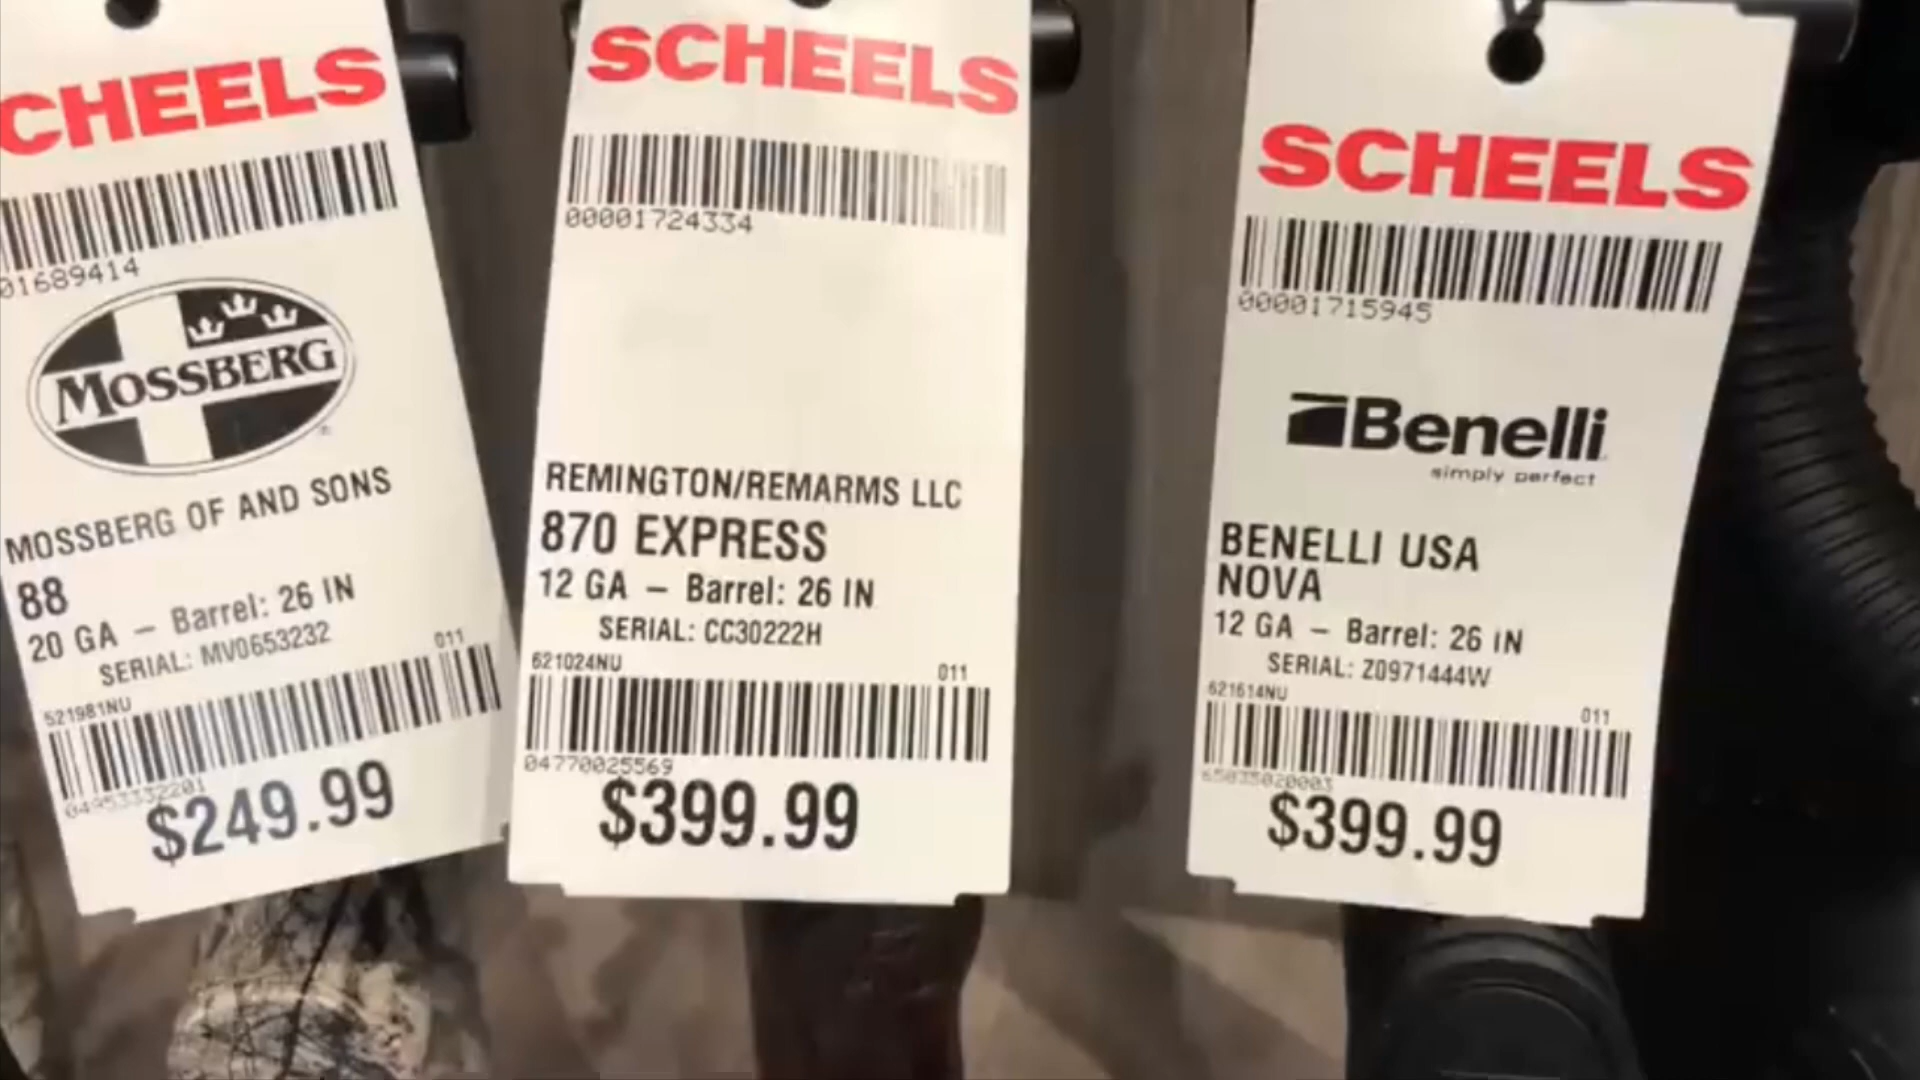 CHEELS
01689414
MOSSBERG
MOSSBERG OF AND SONS
88
20 GA – Barrel: 26 IN
SERIAL: MV0653232
521981NU 011
04953332201
$249.99
SCHEELS
00001724334
REMINGTON/REMARMS LLC
870 EXPRESS
12 GA – Barrel: 26 IN
SERIAL: CC30222H
621024NU 011
04770025569
$399.99
SCHEELS
00001715945
Benelli
simply perfect
BENELLI USA
NOVA
12 GA – Barrel: 26 IN
SERIAL: Z0971444W
621614NU 011
$399.99